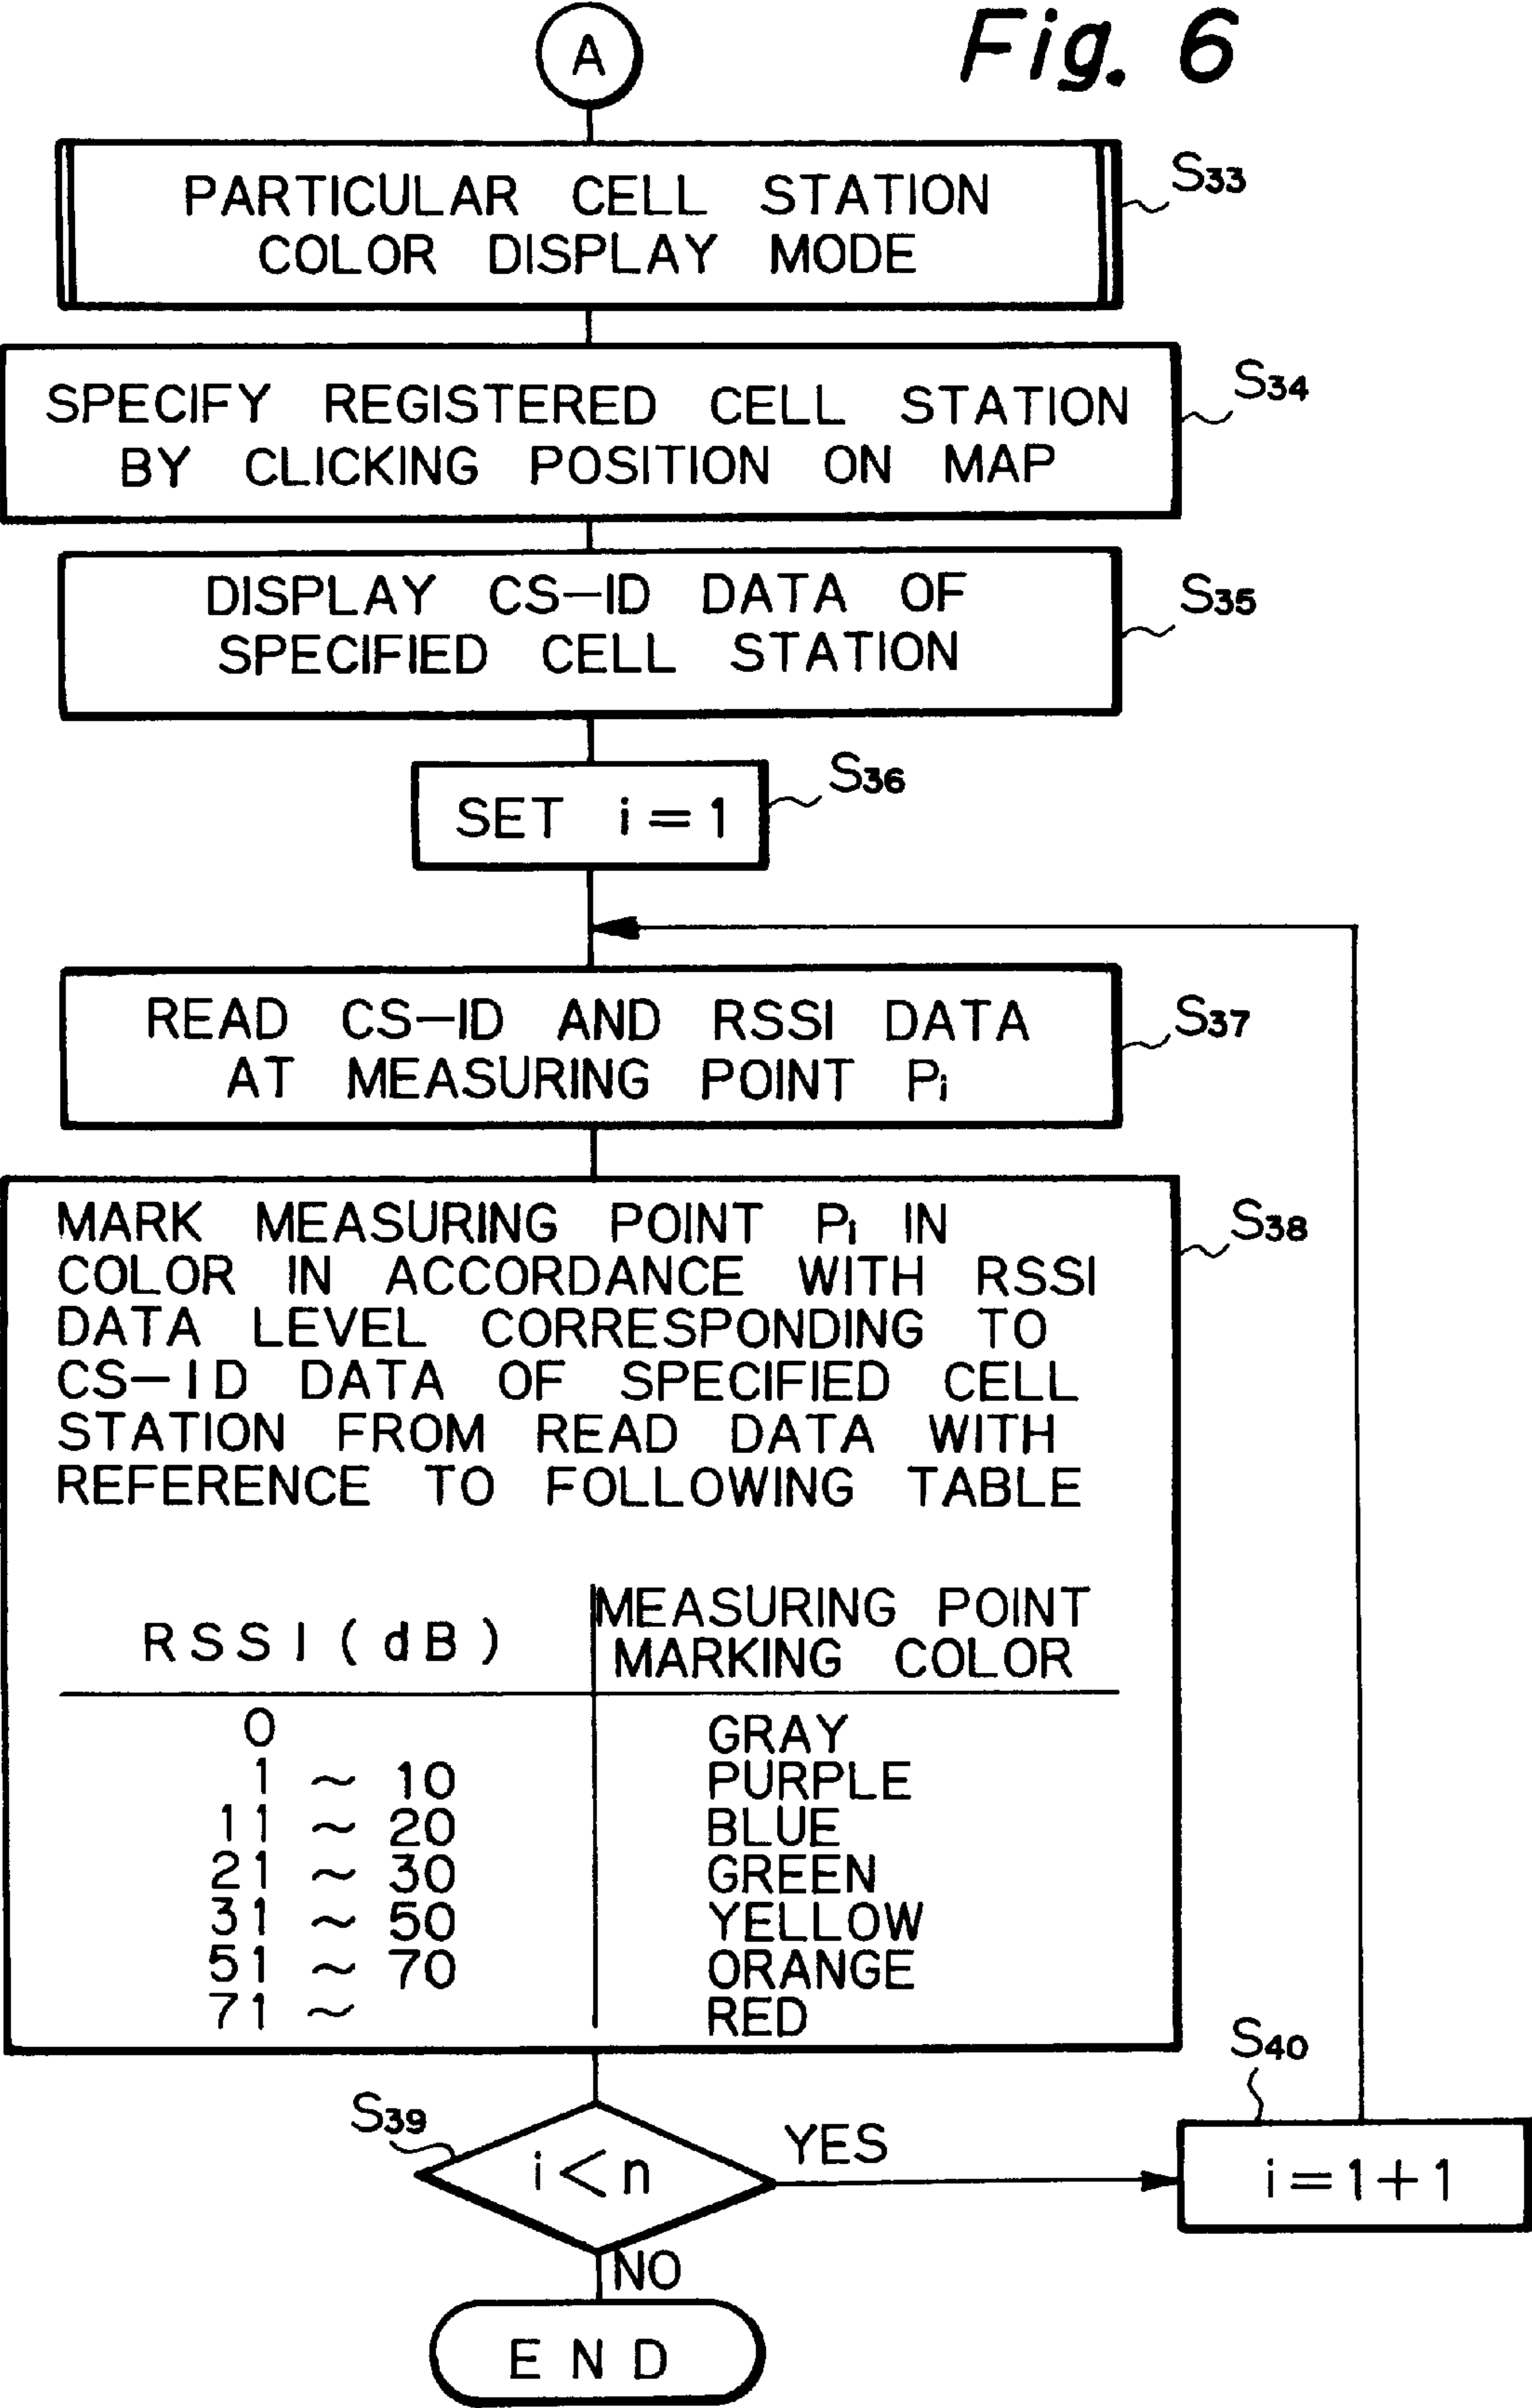 A
Fig. 6
PARTICULAR CELL STATION
COLOR DISPLAY MODE
S33
SPECIFY REGISTERED CELL STATION
BY CLICKING POSITION ON MAP
S34
DISPLAY CS-ID DATA OF
SPECIFIED CELL STATION
S35
SET i=1
S36
READ CS-ID AND RSSI DATA
AT MEASURING POINT Pi
S37
MARK MEASURING POINT Pi IN
COLOR IN ACCORDANCE WITH RSSI
DATA LEVEL CORRESPONDING TO
CS-ID DATA OF SPECIFIED CELL
STATION FROM READ DATA WITH
REFERENCE TO FOLLOWING TABLE
S38
RSSI(dB)
MEASURING POINT
MARKING COLOR
0 GRAY
1 ~ 10 PURPLE
11 ~ 20 BLUE
21 ~ 30 GREEN
31 ~ 50 YELLOW
51 ~ 70 ORANGE
71 ~ RED
S39
i<n
YES
S40
i=1+1
NO
END